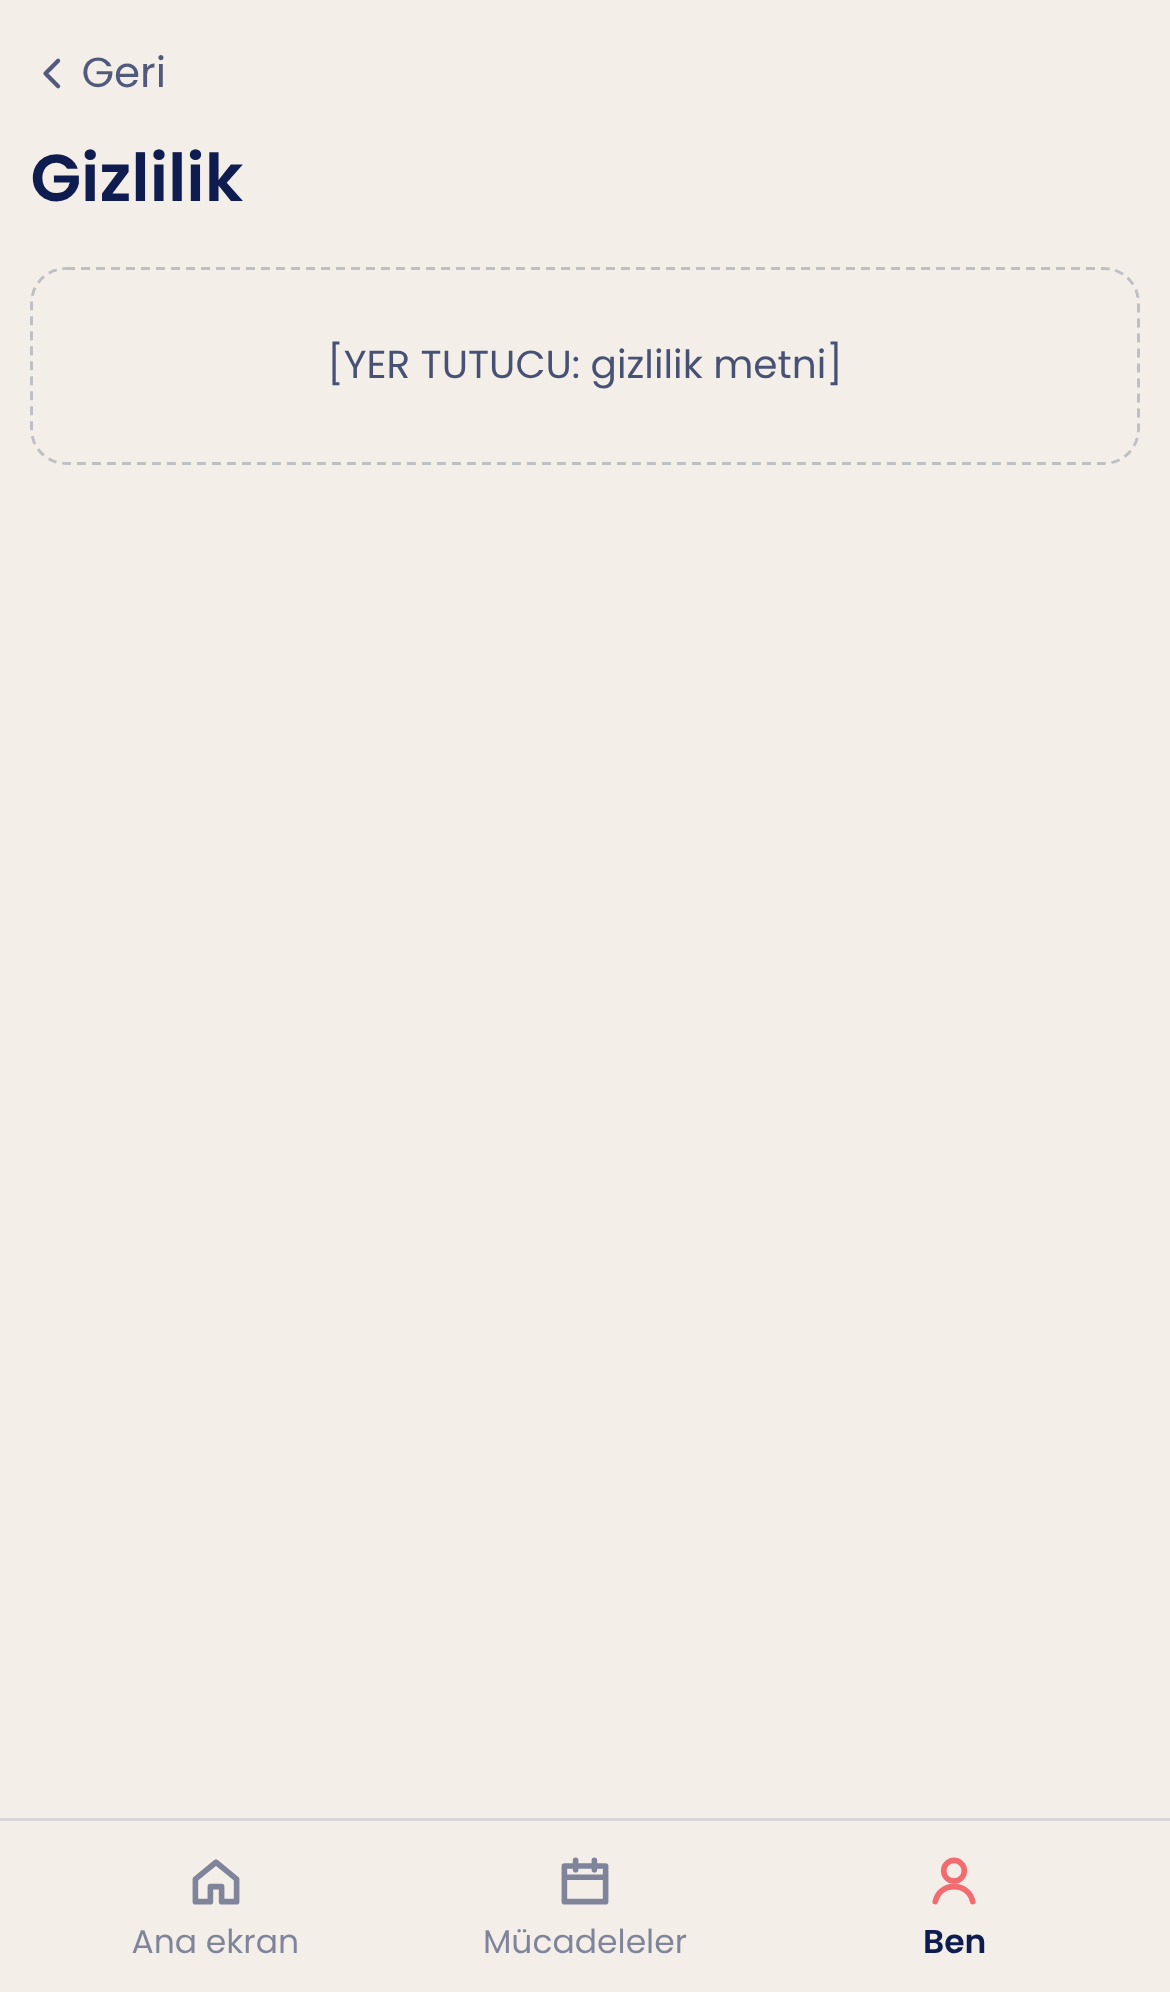 Geri
Gizlilik
[YER TUTUCU: gizlilik metni]
Ana ekran
Mücadeleler
Ben